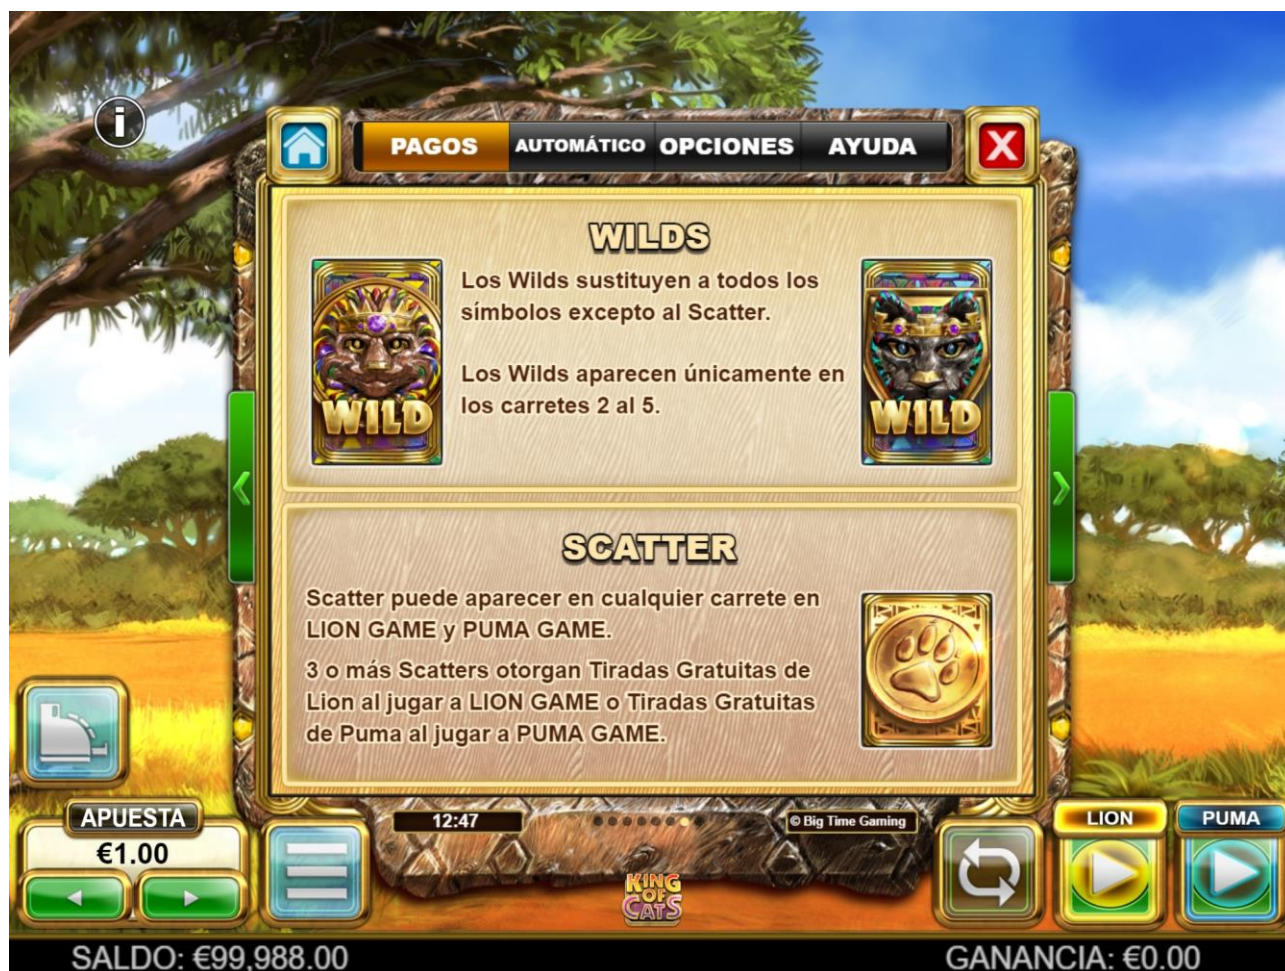 i
PAGOS AUTOMÁTICO OPCIONES AYUDA X
WILDS
Los Wilds sustituyen a todos los
símbolos excepto al Scatter.
Los Wilds aparecen únicamente en
los carretes 2 al 5.
WILD
WILD
SCATTER
Scatter puede aparecer en cualquier carrete en
LION GAME y PUMA GAME.
3 o más Scatters otorgan Tiradas Gratuitas de
Lion al jugar a LION GAME o Tiradas Gratuitas
de Puma al jugar a PUMA GAME.
APUESTA
€1.00
12:47
© Big Time Gaming
LION
PUMA
KING
OF
CATS
SALDO: €99,988.00
GANANCIA: €0.00